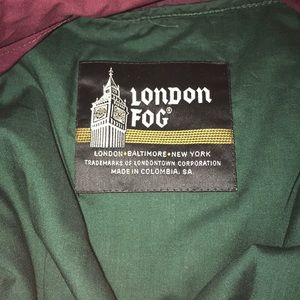 LONDON
FOG®
LONDON•BALTIMORE•NEW YORK
TRADEMARKS OF LONDONTOWN CORPORATION
MADE IN COLOMBIA, SA.